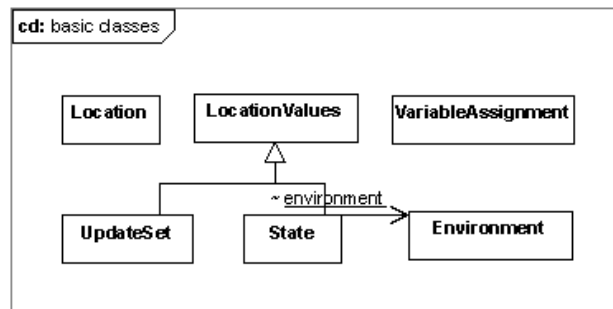 cd: basic classes
Location
LocationValues
VariableAssignment
~ environment
UpdateSet
State
Environment